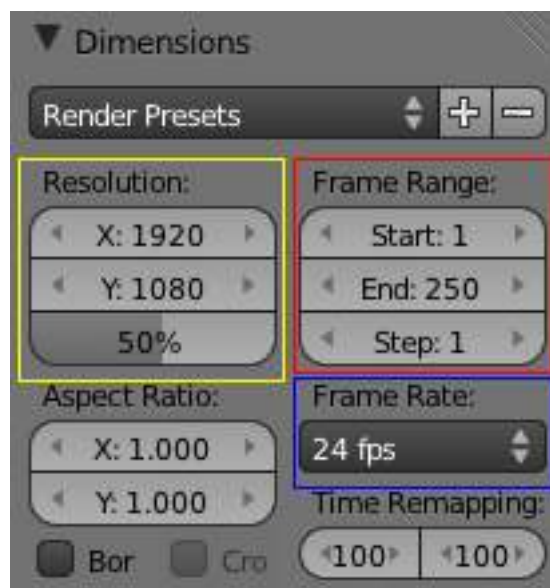 Dimensions
Render Presets
Resolution:
X: 1920
Y: 1080
50%
Frame Range:
Start: 1
End: 250
Step: 1
Aspect Ratio:
X: 1.000
Y: 1.000
Bor
Cro
Frame Rate:
24 fps
Time Remapping:
100 100